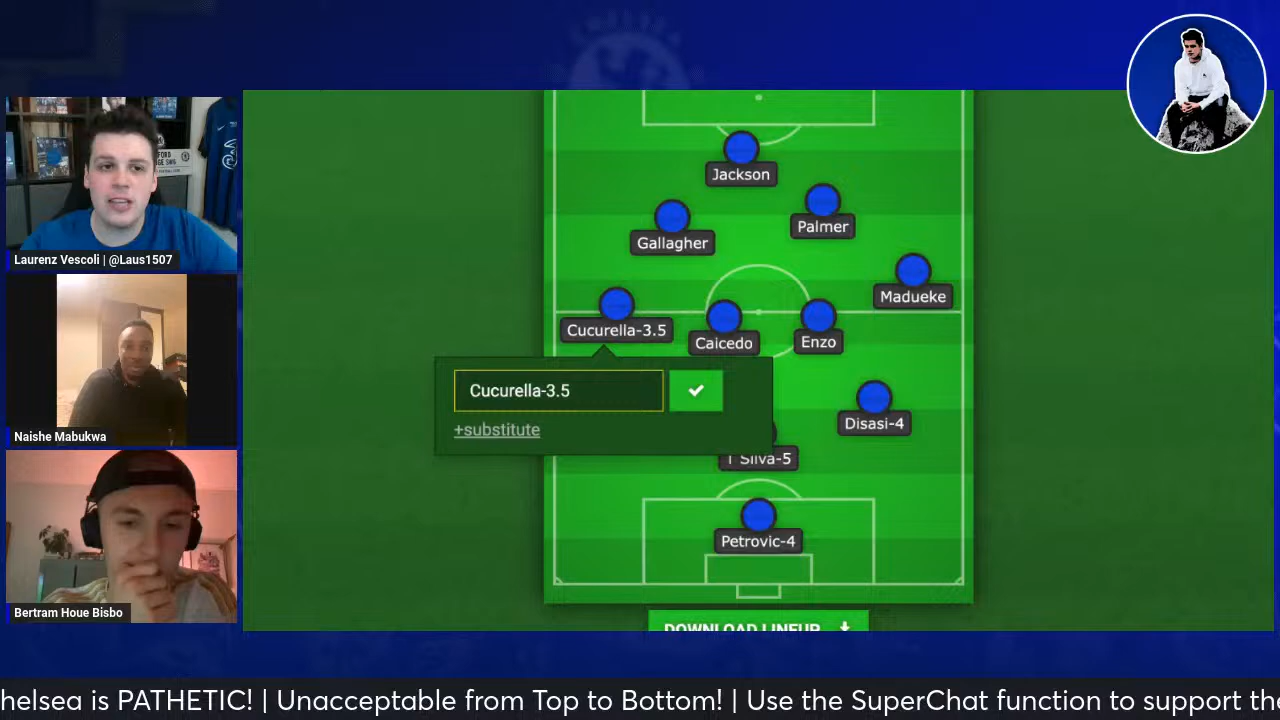 CHELSEA
Laurenz Vescoli | @Laus1507
Naishe Mabukwa
Bertram Houe Bisbo
Jackson
Palmer
Gallagher
Madueke
Cucurella-3.5
Caicedo
Enzo
Cucurella-3.5
+substitute
Disasi-4
T Silva-5
Petrovic-4
DOWNLOAD LINEUP
helsea is PATHETIC! | Unacceptable from Top to Bottom! | Use the SuperChat function to support th